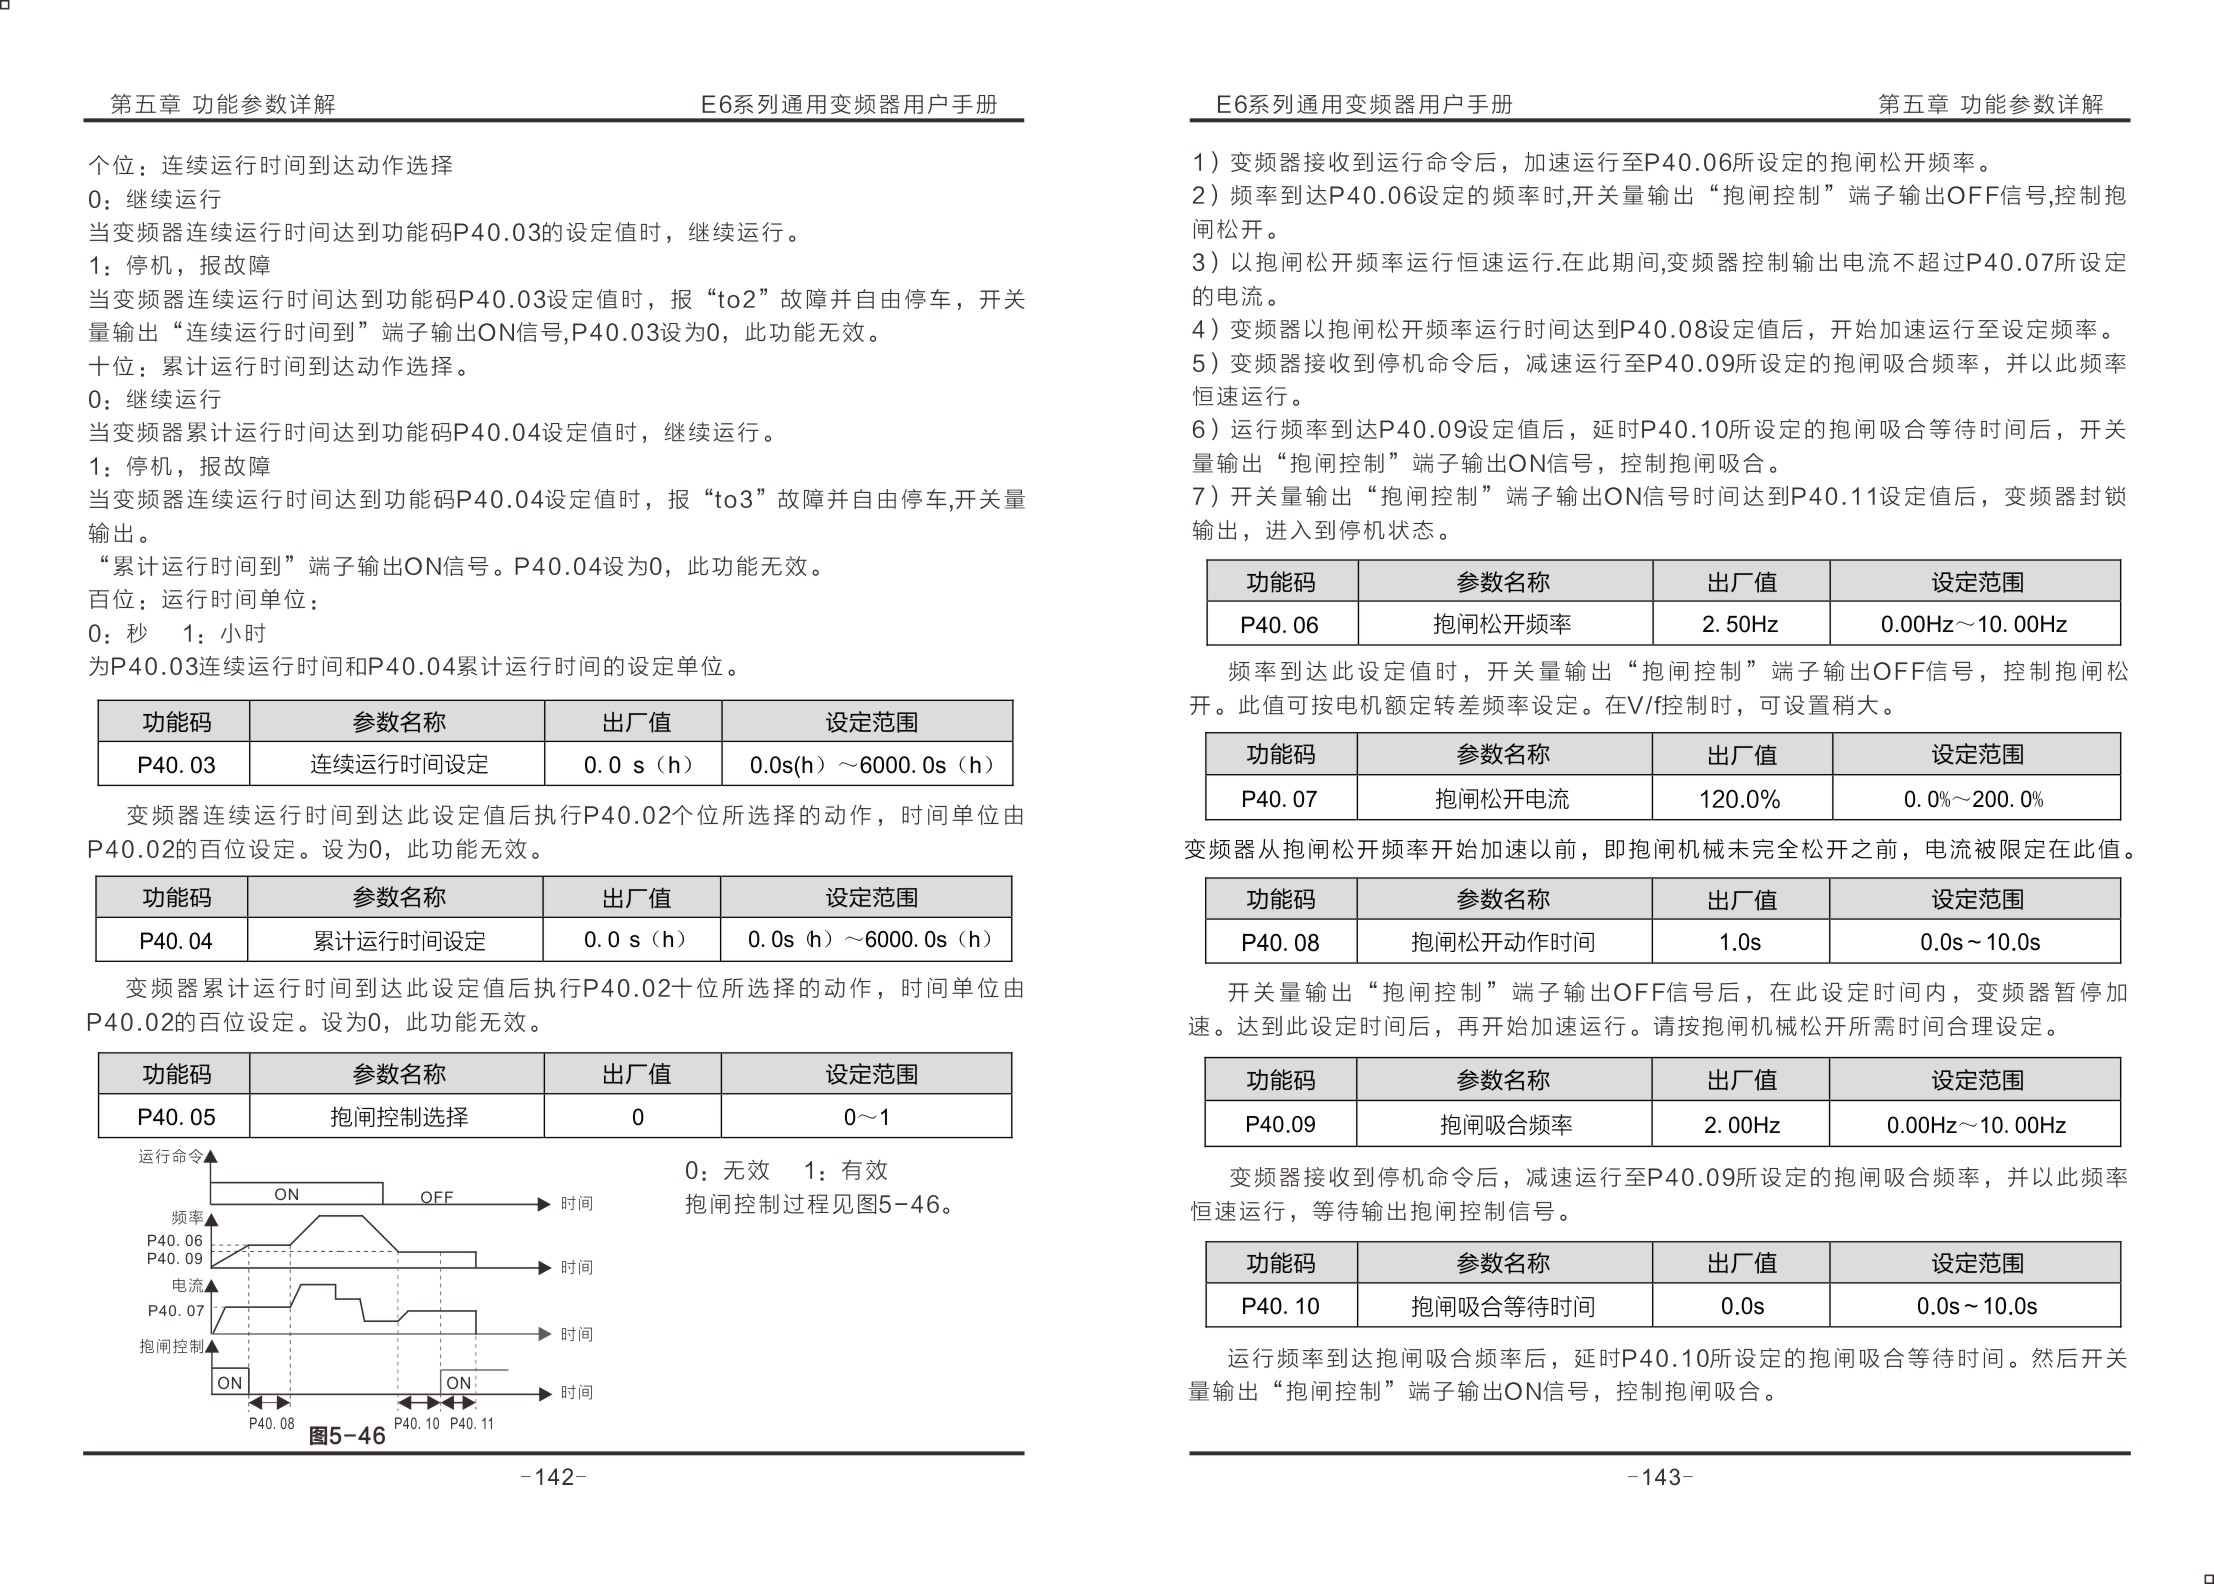 第五章 功能参数详解
E6系列通用变频器用户手册
个位：连续运行时间到达动作选择
0：继续运行
当变频器连续运行时间达到功能码P40.03的设定值时，继续运行。
1：停机，报故障
当变频器连续运行时间达到功能码P40.03设定值时，报“to2”故障并自由停车，开关
量输出“连续运行时间到”端子输出ON信号,P40.03设为0，此功能无效。
十位：累计运行时间到达动作选择。
0：继续运行
当变频器累计运行时间达到功能码P40.04设定值时，继续运行。
1：停机，报故障
当变频器连续运行时间达到功能码P40.04设定值时，报“to3”故障并自由停车,开关量
输出。
“累计运行时间到”端子输出ON信号。P40.04设为0，此功能无效。
百位：运行时间单位：
0：秒 1：小时
为P40.03连续运行时间和P40.04累计运行时间的设定单位。
功能码 参数名称 出厂值 设定范围
P40.03 连续运行时间设定 0.0 s（h） 0.0s(h）～6000.0s（h）
变频器连续运行时间到达此设定值后执行P40.02个位所选择的动作，时间单位由
P40.02的百位设定。设为0，此功能无效。
功能码 参数名称 出厂值 设定范围
P40.04 累计运行时间设定 0.0 s（h） 0.0s（h）～6000.0s（h）
变频器累计运行时间到达此设定值后执行P40.02十位所选择的动作，时间单位由
P40.02的百位设定。设为0，此功能无效。
功能码 参数名称 出厂值 设定范围
P40.05 抱闸控制选择 0 0～1
运行命令
ON
OFF
时间
频率
P40.06
P40.09
时间
电流
P40.07
时间
抱闸控制
ON
ON
时间
P40.08
P40.10
P40.11
图5-46
0：无效 1：有效
抱闸控制过程见图5-46。
-142-
E6系列通用变频器用户手册
第五章 功能参数详解
1）变频器接收到运行命令后，加速运行至P40.06所设定的抱闸松开频率。
2）频率到达P40.06设定的频率时,开关量输出“抱闸控制”端子输出OFF信号,控制抱
闸松开。
3）以抱闸松开频率运行恒速运行.在此期间,变频器控制输出电流不超过P40.07所设定
的电流。
4）变频器以抱闸松开频率运行时间达到P40.08设定值后，开始加速运行至设定频率。
5）变频器接收到停机命令后，减速运行至P40.09所设定的抱闸吸合频率，并以此频率
恒速运行。
6）运行频率到达P40.09设定值后，延时P40.10所设定的抱闸吸合等待时间后，开关
量输出“抱闸控制”端子输出ON信号，控制抱闸吸合。
7）开关量输出“抱闸控制”端子输出ON信号时间达到P40.11设定值后，变频器封锁
输出，进入到停机状态。
功能码 参数名称 出厂值 设定范围
P40.06 抱闸松开频率 2.50Hz 0.00Hz～10.00Hz
频率到达此设定值时，开关量输出“抱闸控制”端子输出OFF信号，控制抱闸松
开。此值可按电机额定转差频率设定。在V/f控制时，可设置稍大。
功能码 参数名称 出厂值 设定范围
P40.07 抱闸松开电流 120.0% 0.0%～200.0%
变频器从抱闸松开频率开始加速以前，即抱闸机械未完全松开之前，电流被限定在此值。
功能码 参数名称 出厂值 设定范围
P40.08 抱闸松开动作时间 1.0s 0.0s~10.0s
开关量输出“抱闸控制”端子输出OFF信号后，在此设定时间内，变频器暂停加
速。达到此设定时间后，再开始加速运行。请按抱闸机械松开所需时间合理设定。
功能码 参数名称 出厂值 设定范围
P40.09 抱闸吸合频率 2.00Hz 0.00Hz～10.00Hz
变频器接收到停机命令后，减速运行至P40.09所设定的抱闸吸合频率，并以此频率
恒速运行，等待输出抱闸控制信号。
功能码 参数名称 出厂值 设定范围
P40.10 抱闸吸合等待时间 0.0s 0.0s~10.0s
运行频率到达抱闸吸合频率后，延时P40.10所设定的抱闸吸合等待时间。然后开关
量输出“抱闸控制”端子输出ON信号，控制抱闸吸合。
-143-